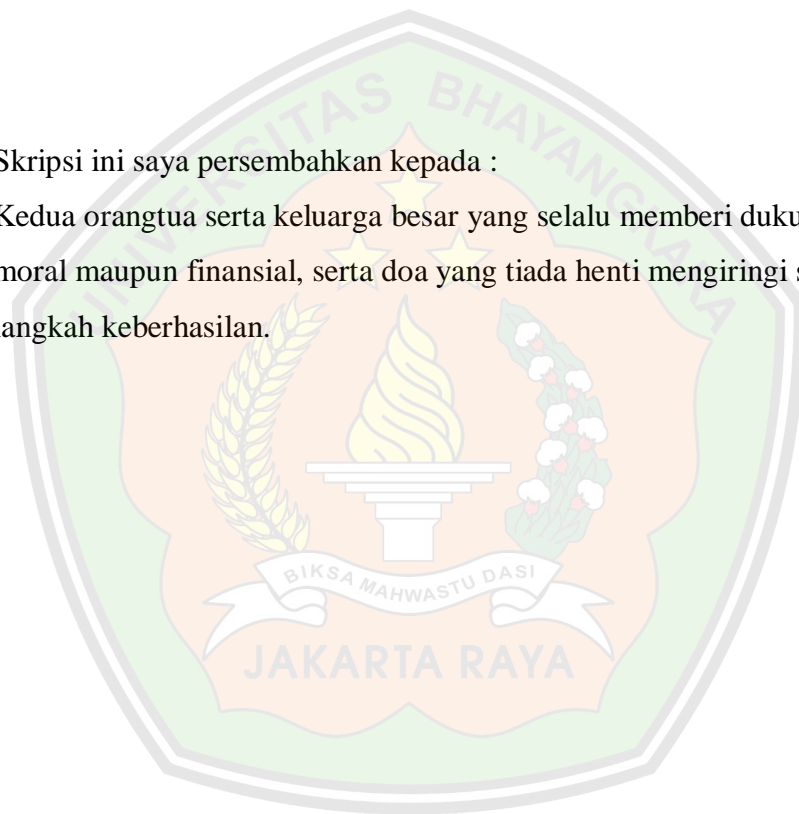 Skripsi ini saya persembahkan kepada :
Kedua orangtua serta keluarga besar yang selalu memberi
moral maupun finansial, serta doa yang tiada henti mengiringi
langkah keberhasilan.
UNIVERSITAS BHAYANGKARA
BIKSA MAHWASTU DASI
JAKARTA RAYA